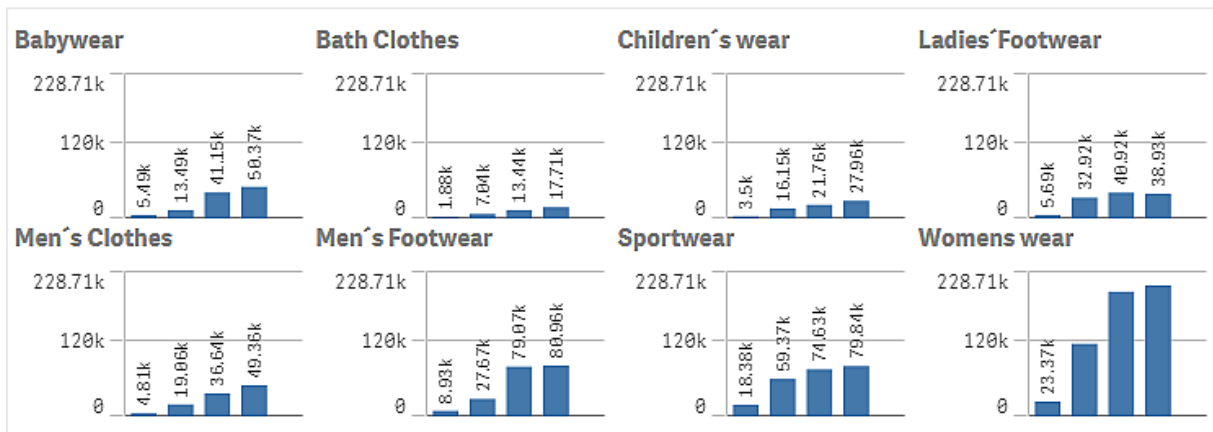 Babywear
228.71k
120k
0
5.49k
13.49k
41.15k
50.37k
Bath Clothes
228.71k
120k
0
1.88k
7.04k
13.44k
17.71k
Children´s wear
228.71k
120k
0
3.5k
16.15k
21.76k
27.96k
Ladies´Footwear
228.71k
120k
0
5.69k
32.92k
40.92k
38.93k
Men´s Clothes
228.71k
120k
0
4.81k
19.06k
36.64k
49.36k
Men´s Footwear
228.71k
120k
0
8.93k
27.67k
79.07k
80.96k
Sportwear
228.71k
120k
0
18.38k
59.37k
74.63k
79.84k
Womens wear
228.71k
120k
0
23.37k